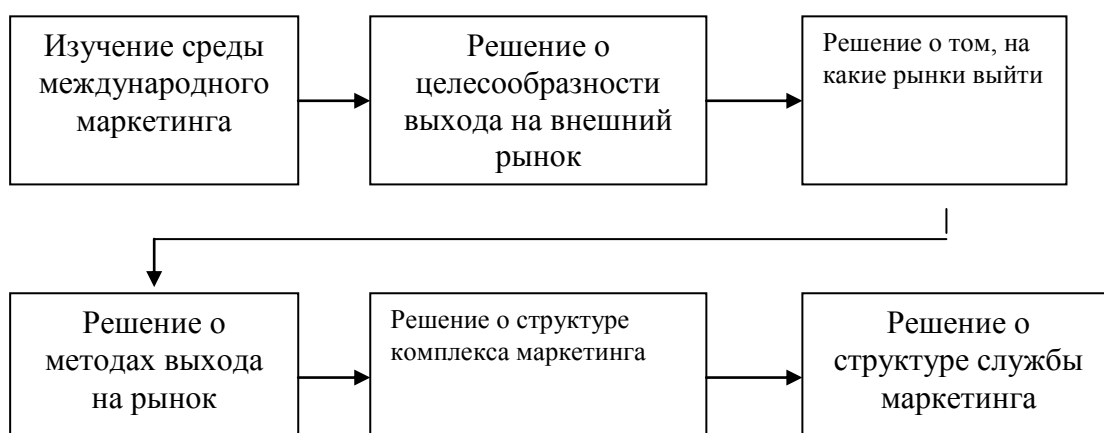 Изучение среды
международного
маркетинга
Решение о
целесообразности
выхода на внешний
рынок
Решение о том, на
какие рынки выйти
Решение о
методах выхода
на рынок
Решение о структуре
комплекса маркетинга
Решение о
структуре службы
маркетинга